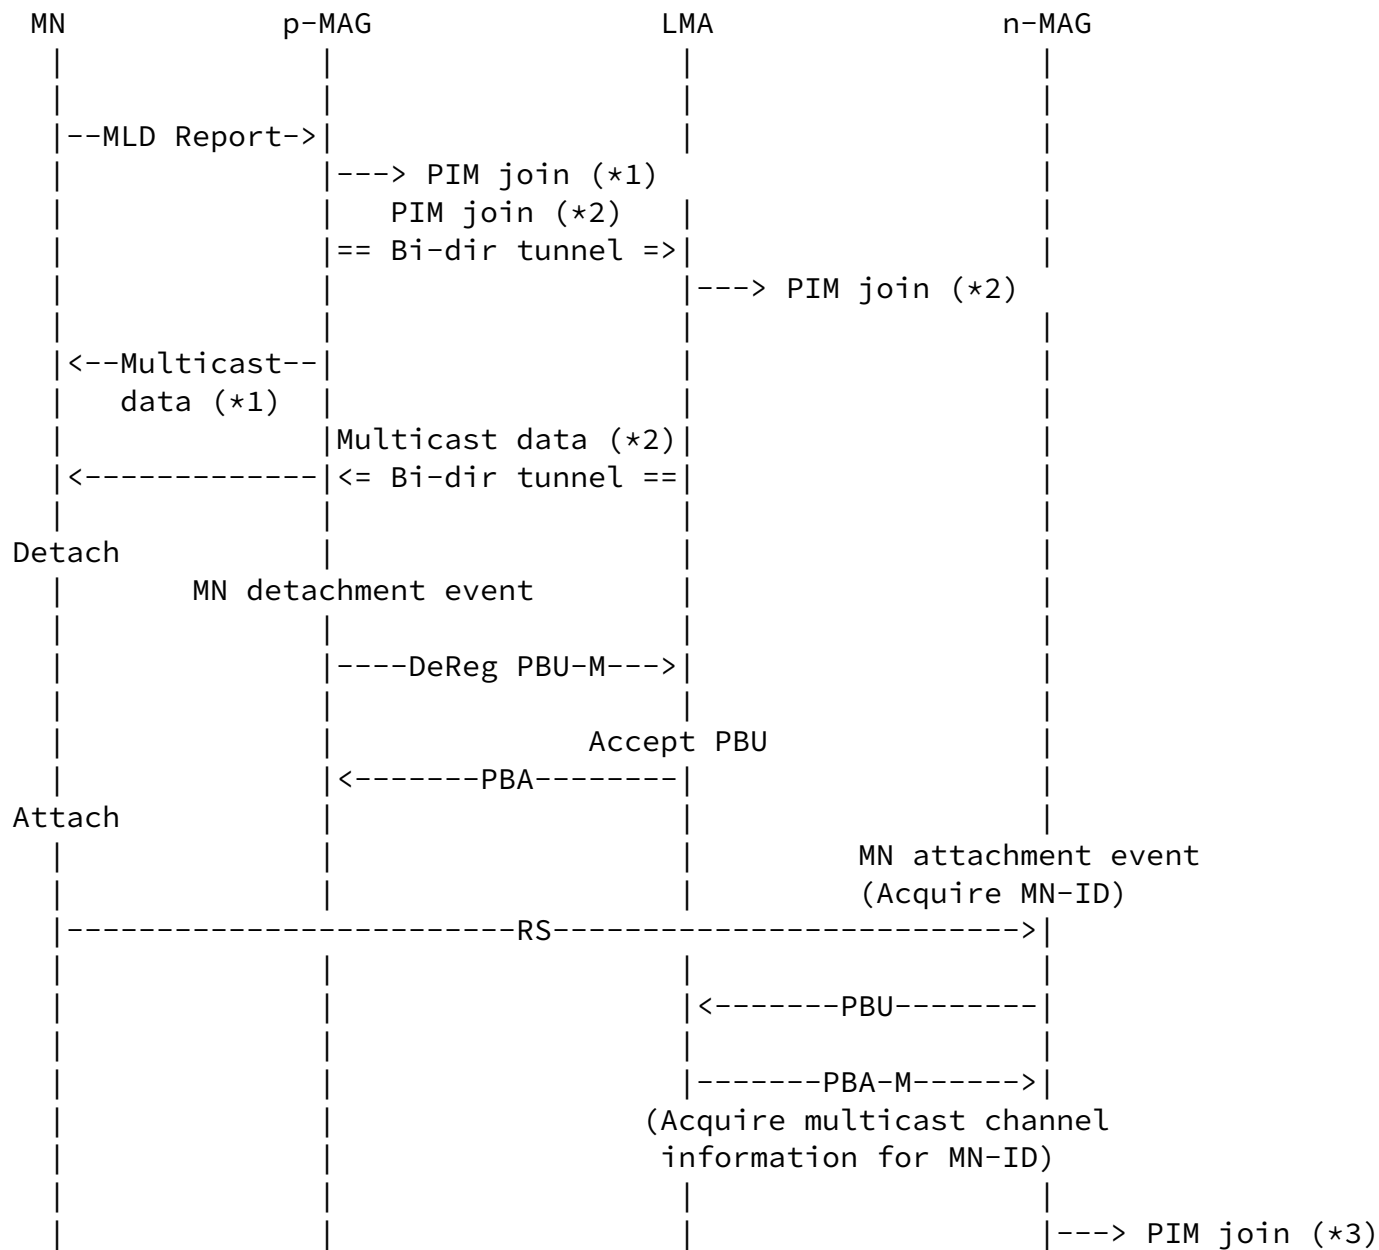 MN p-MAG LMA n-MAG
--MLD Report->
---> PIM join (*1)
PIM join (*2)
== Bi-dir tunnel =>
---> PIM join (*2)
<--Multicast--
data (*1)
Multicast data (*2)
<------------- <= Bi-dir tunnel ==
Detach
MN detachment event
----DeReg PBU-M--->
Accept PBU
<-------PBA--------
Attach
MN attachment event
(Acquire MN-ID)
-------------------------RS-------------------------->
<-------PBU--------
-------PBA-M------>
(Acquire multicast channel
information for MN-ID)
---> PIM join (*3)